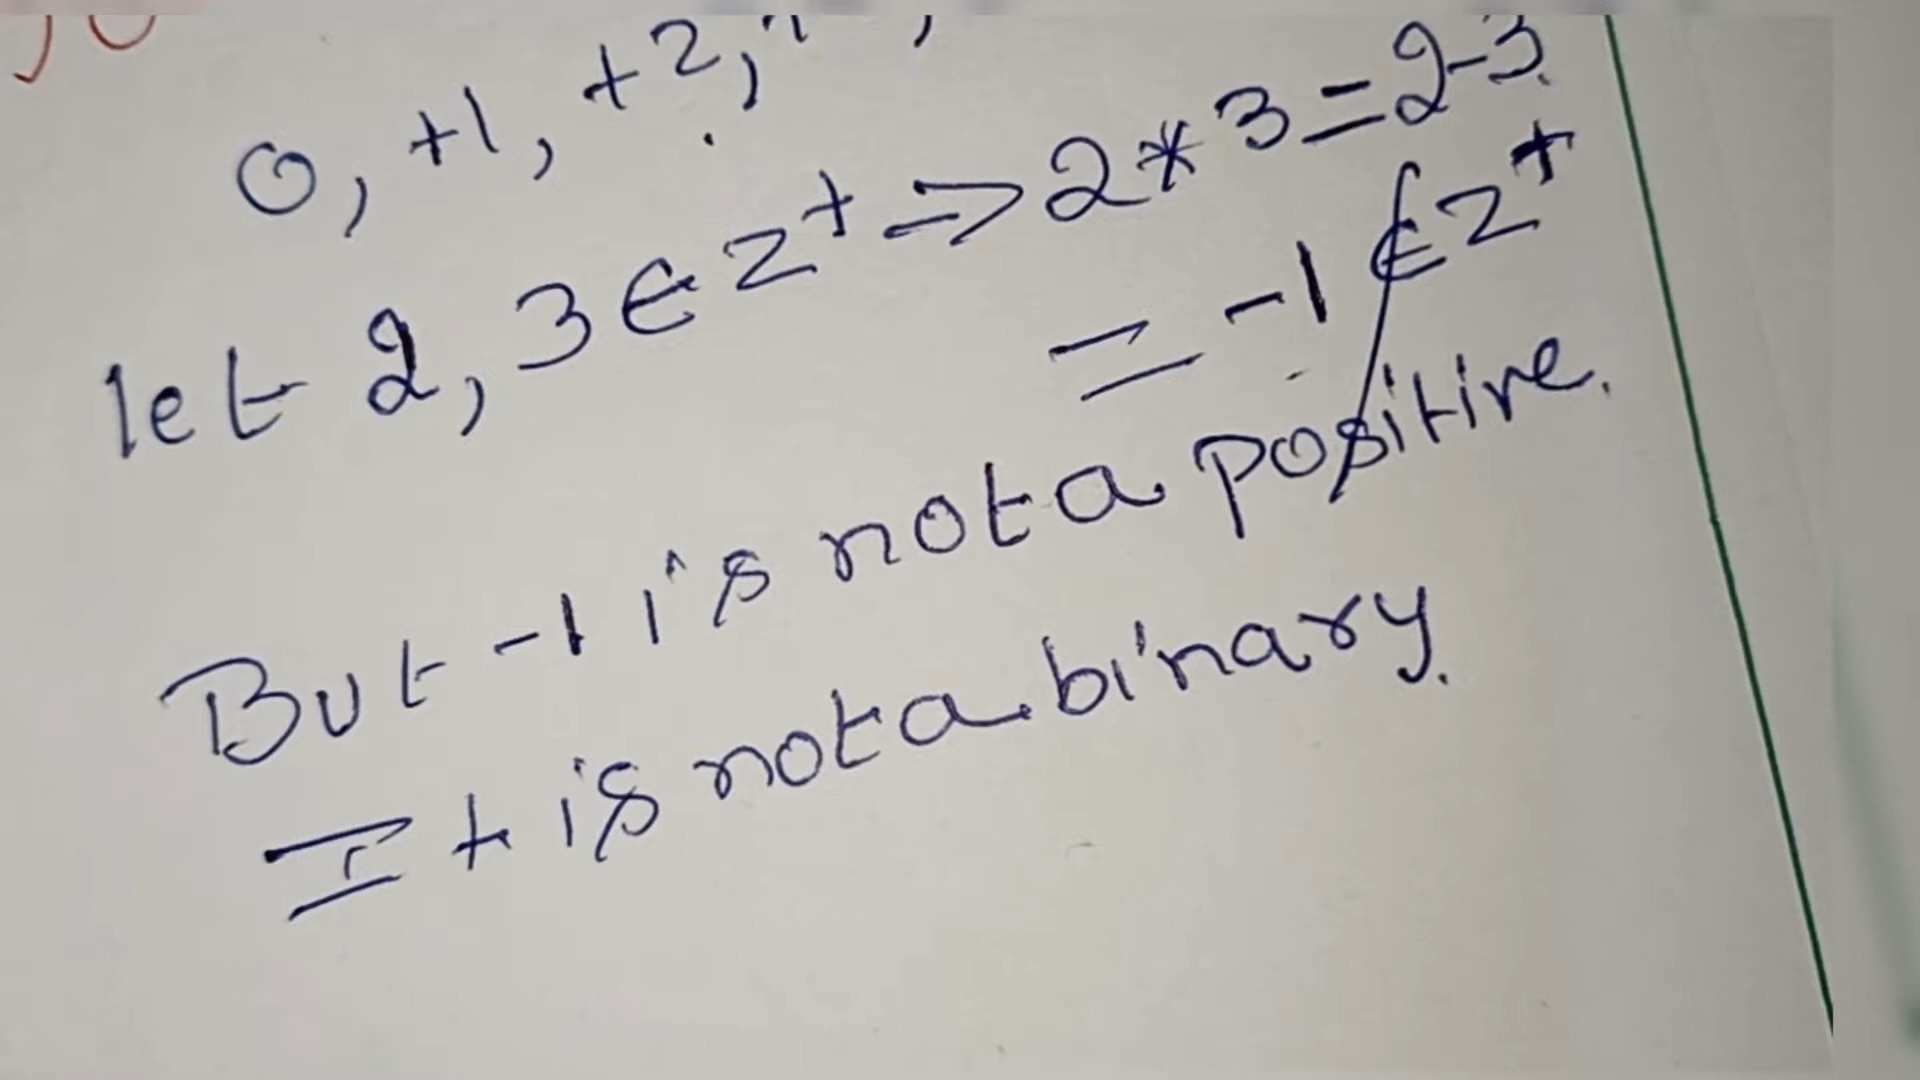 0, +1, +2,
let 2, 3 ∈ Z⁺ ⇒ 2 * 3 = 2-3
= -1 ∉ Z⁺
But -1 is not a positive.
It is not a binary.